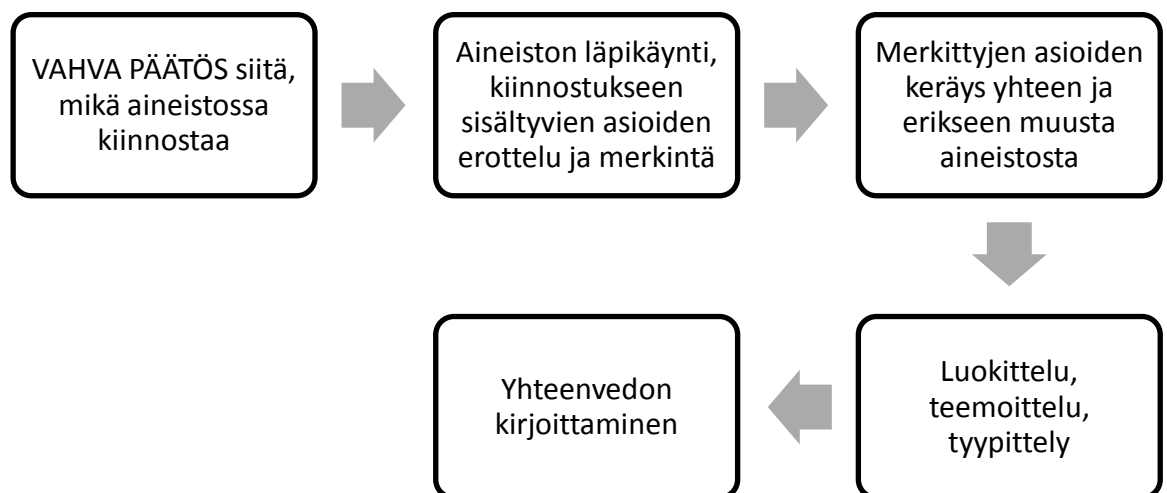 VAHVA PÄÄTÖS siitä,
mikä aineistossa
kiinnostaa
Aineiston läpikäynti,
kiinnostukseen
sisältyvien asioiden
erottelu ja merkintä
Merkittyjen asioiden
keräys yhteen ja
erikseen muusta
aineistosta
Luokittelu,
teemoittelu,
tyypittely
Yhteenvedon
kirjoittaminen